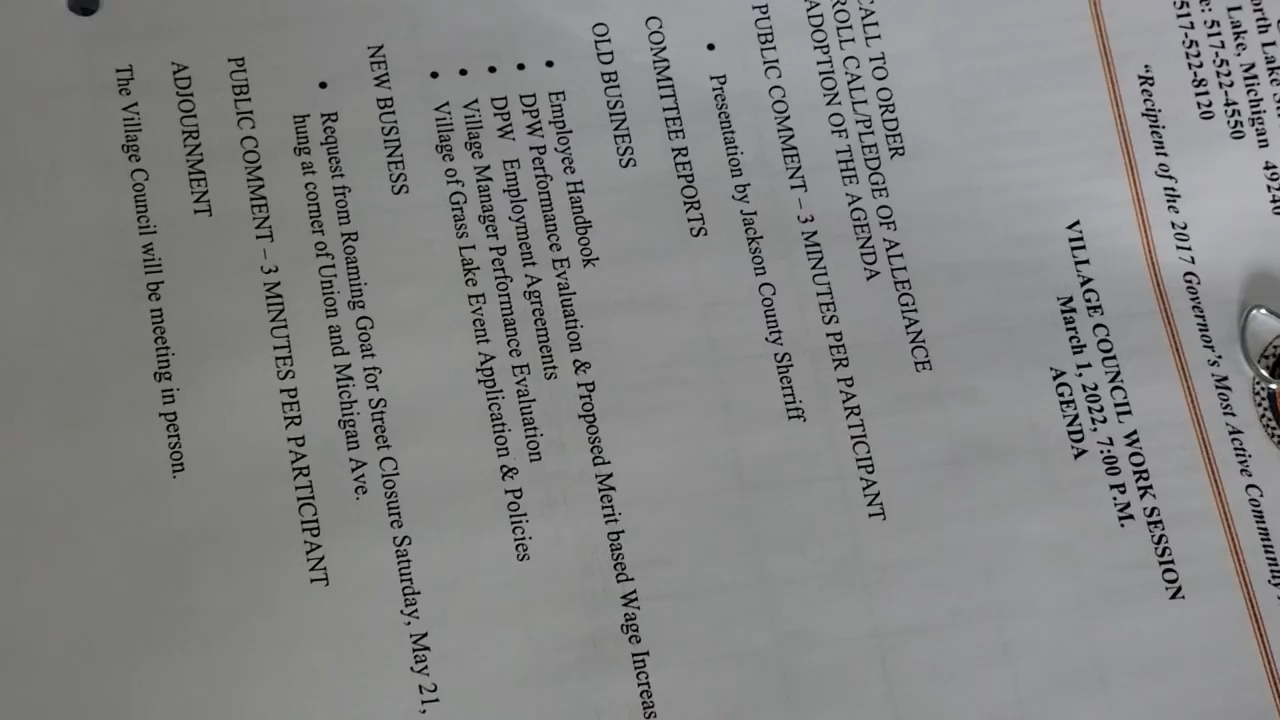 Lake, Michigan 49240
517-522-4550
517-522-8120
"Recipient of the 2017 Governor's Most Active Community
VILLAGE COUNCIL WORK SESSION
March 1, 2022, 7:00 P.M.
AGENDA
CALL TO ORDER
ROLL CALL/PLEDGE OF ALLEGIANCE
ADOPTION OF THE AGENDA
PUBLIC COMMENT – 3 MINUTES PER PARTICIPANT
• Presentation by Jackson County Sherriff
COMMITTEE REPORTS
OLD BUSINESS
• Employee Handbook
• DPW Performance Evaluation & Proposed Merit based Wage Increas
• DPW Employment Agreements
• Village Manager Performance Evaluation
• Village of Grass Lake Event Application & Policies
NEW BUSINESS
• Request from Roaming Goat for Street Closure Saturday, May 21,
hung at corner of Union and Michigan Ave.
PUBLIC COMMENT – 3 MINUTES PER PARTICIPANT
ADJOURNMENT
The Village Council will be meeting in person.